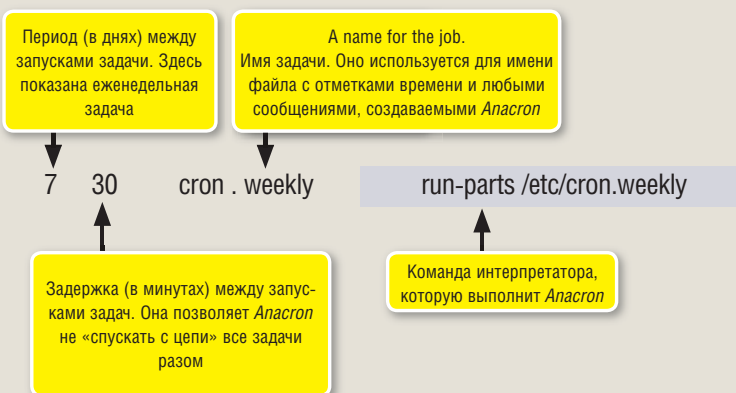 Период (в днях) между
запусками задачи. Здесь
показана еженедельная
задача
A name for the job.
Имя задачи. Оно используется для имени
файла с отметками времени и любыми
сообщениями, создаваемыми Anacron
7 30 cron . weekly run-parts /etc/cron.weekly
Задержка (в минутах) между запус-
ками задач. Она позволяет Anacron
не «спускать с цепи» все задачи
разом
Команда интерпретатора,
которую выполнит Anacron